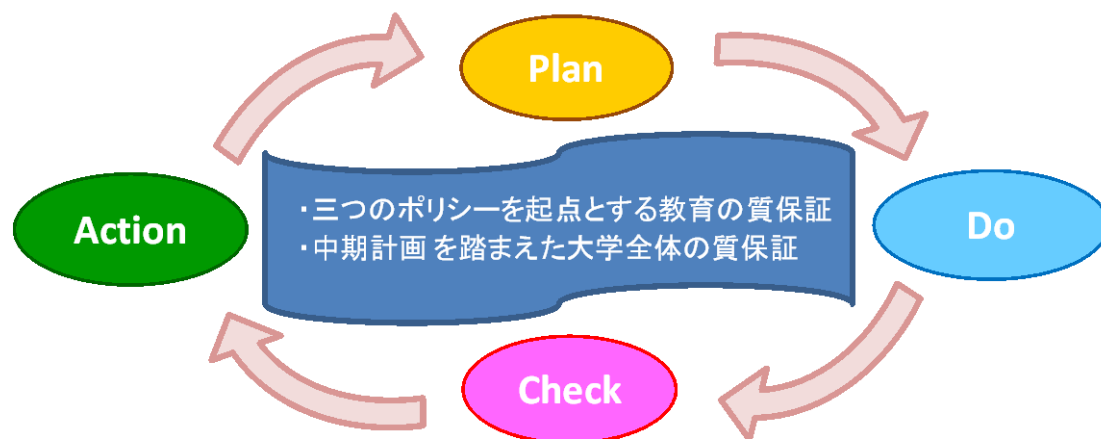 Plan
Action
・三つのポリシーを起点とする教育の質保証
・中期計画を踏まえた大学全体の質保証
Do
Check